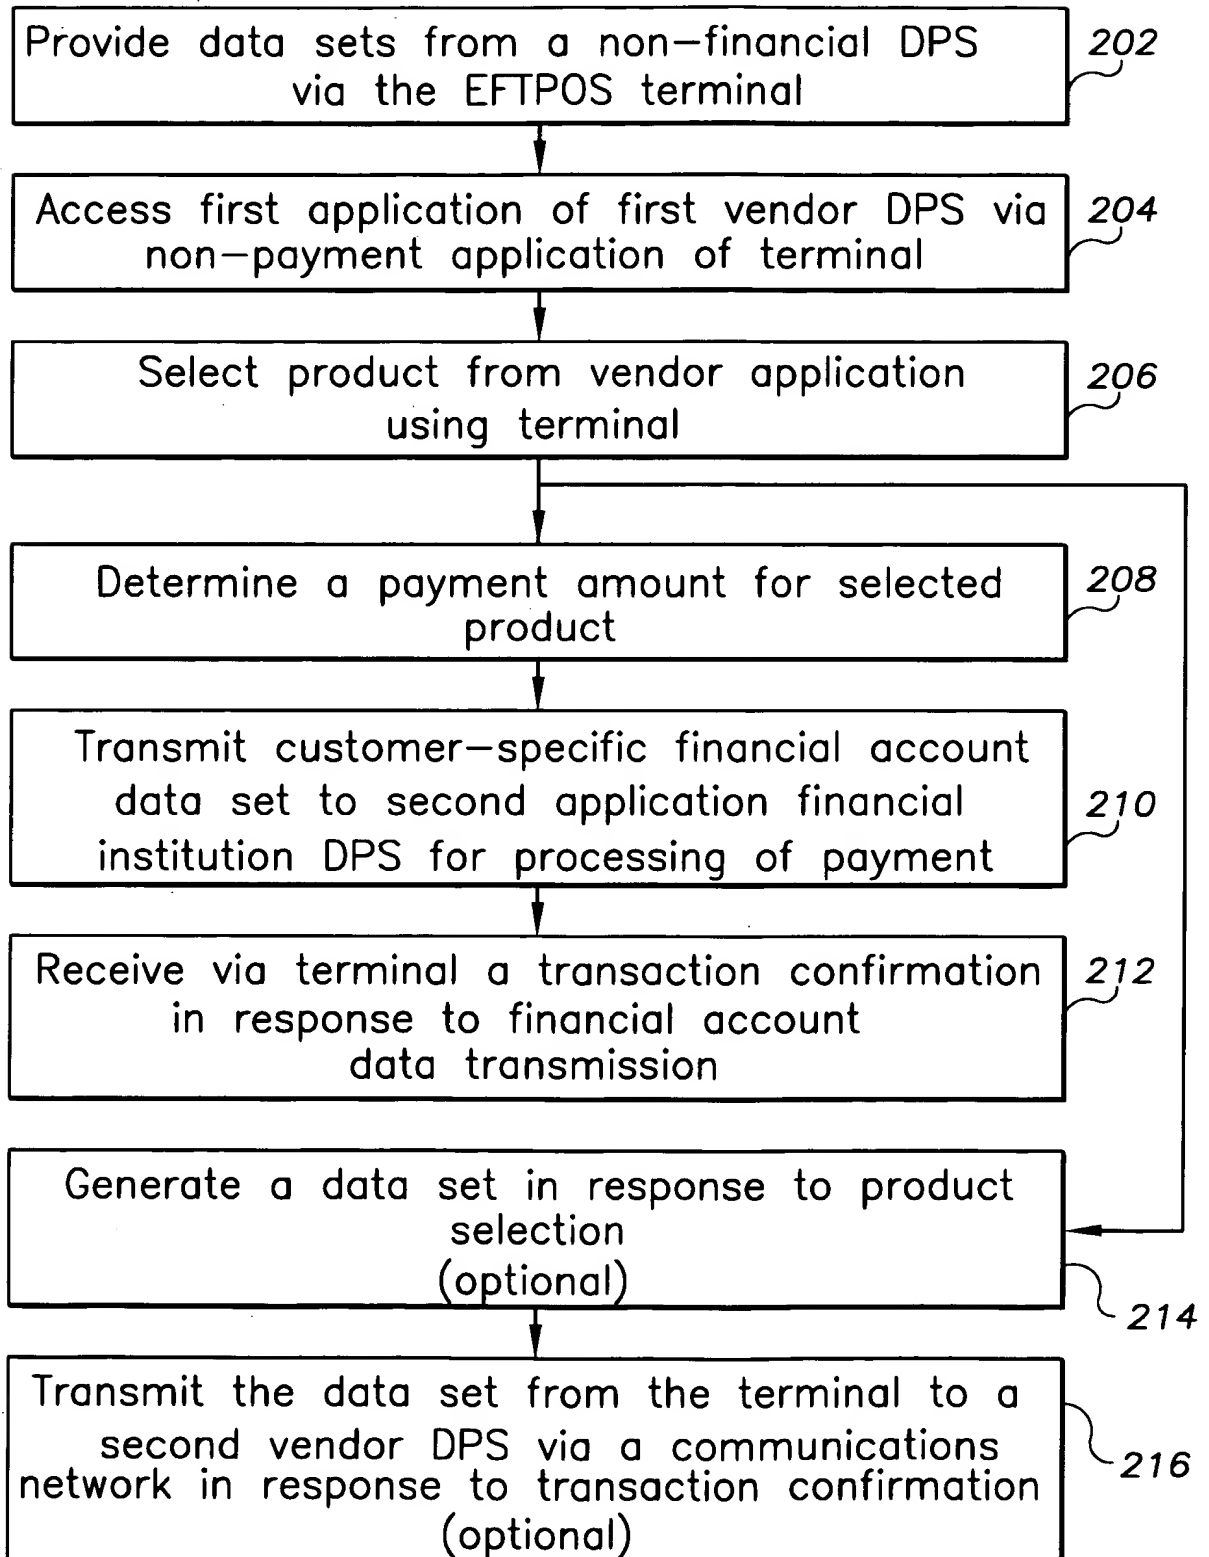 Provide data sets from a non-financial DPS
via the EFTPOS terminal
202
Access first application of first vendor DPS via
non-payment application of terminal
204
Select product from vendor application
using terminal
206
Determine a payment amount for selected
product
208
Transmit customer-specific financial account
data set to second application financial
institution DPS for processing of payment
210
Receive via terminal a transaction confirmation
in response to financial account
data transmission
212
Generate a data set in response to product
selection
(optional)
214
Transmit the data set from the terminal to a
second vendor DPS via a communications
network in response to transaction confirmation
(optional)
216